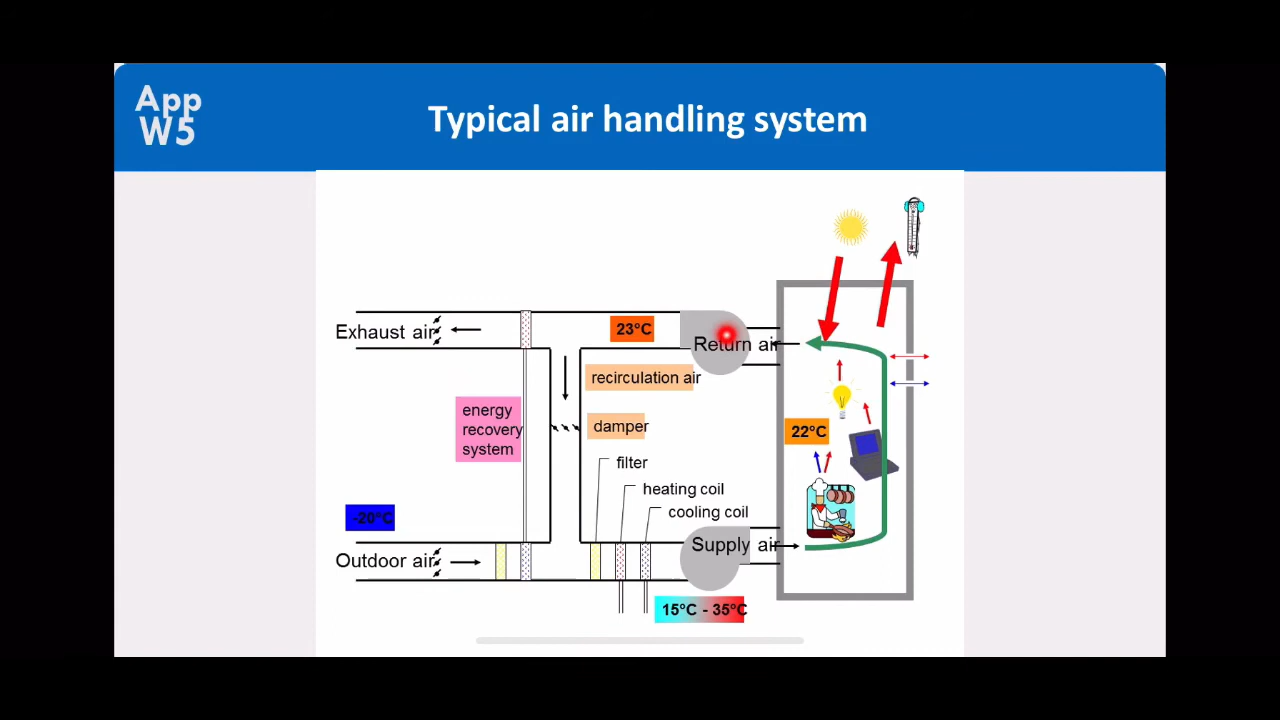 App
W5
Typical air handling system
Exhaust air
23°C
Return air
recirculation air
energy
recovery
system
damper
22°C
filter
heating coil
cooling coil
-20°C
Supply air
Outdoor air
15°C - 35°C